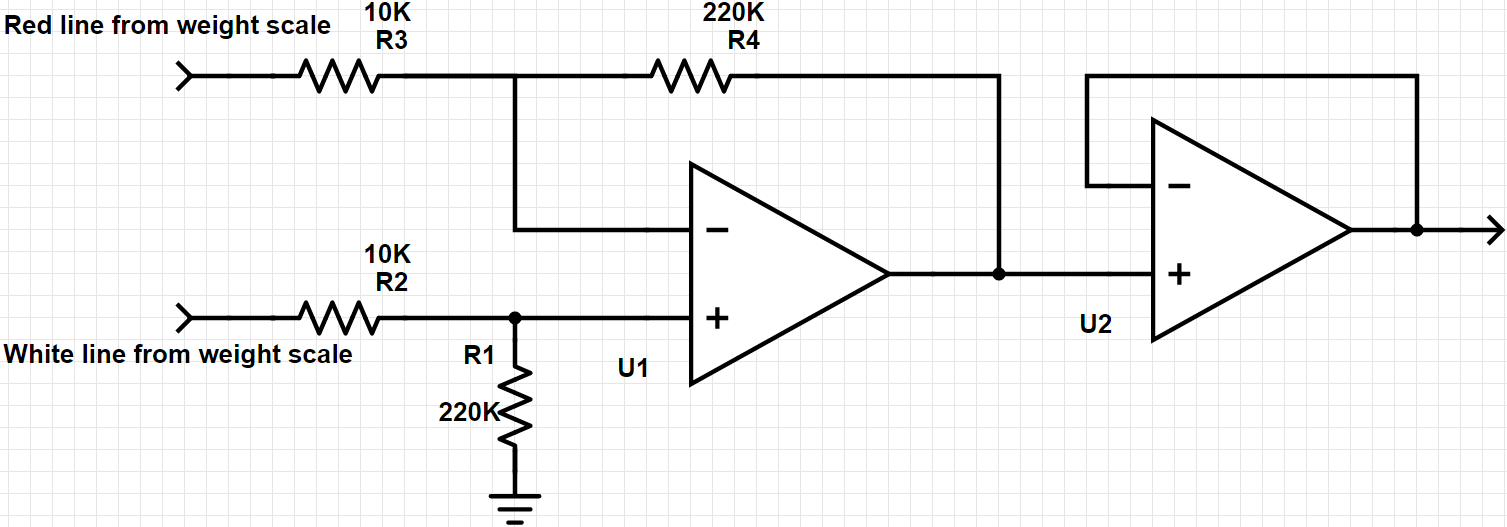 Red line from weight scale
10K
R3
220K
R4
10K
R2
White line from weight scale
R1
220K
U1
U2